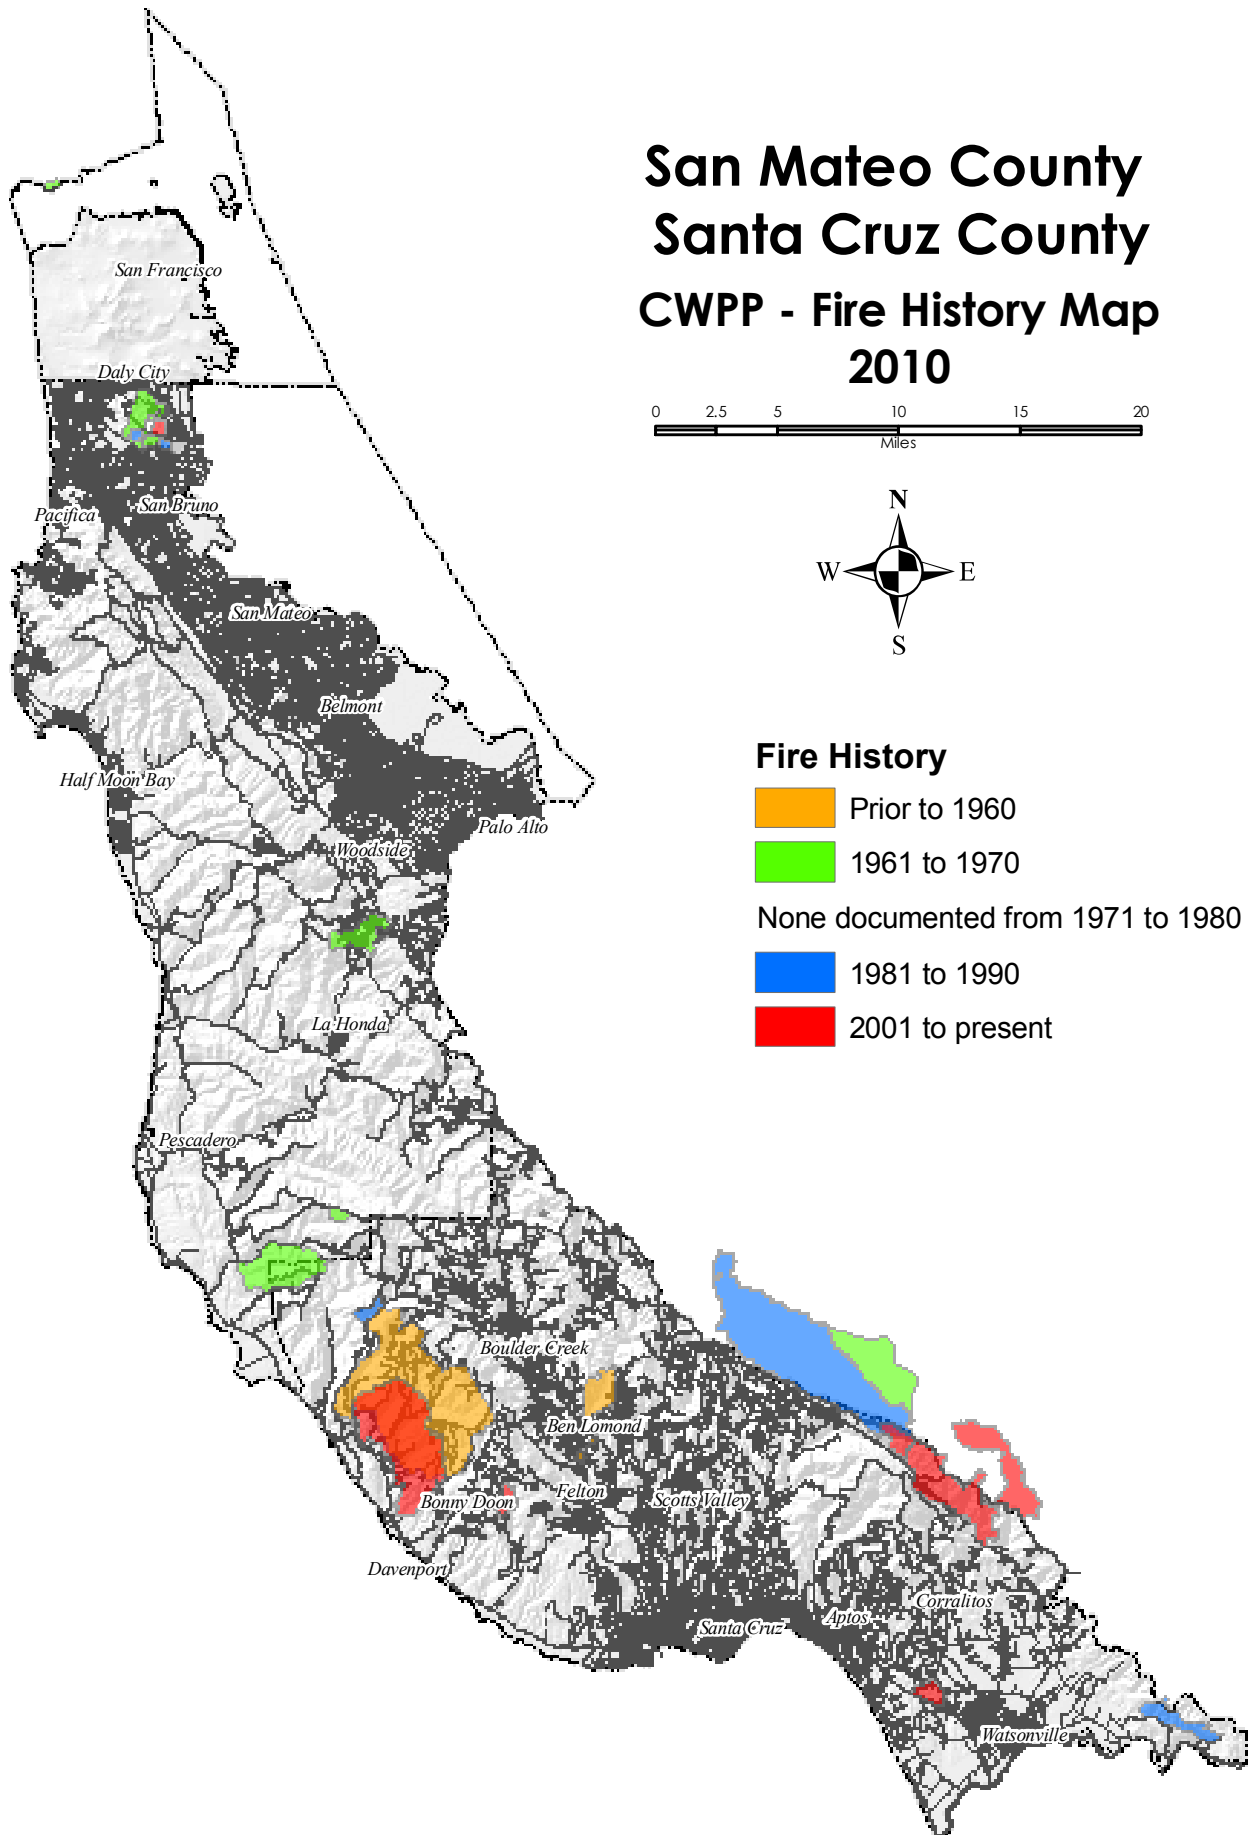 San Mateo County
Santa Cruz County
CWPP - Fire History Map
2010
0 2.5 5 10 15 20
Miles
N
W E
S
Fire History
Prior to 1960
1961 to 1970
None documented from 1971 to 1980
1981 to 1990
2001 to present
San Francisco
Daly City
San Bruno
Pacifica
San Mateo
Belmont
Half Moon Bay
Palo Alto
Woodside
La Honda
Pescadero
Boulder Creek
Ben Lomond
Felton
Scotts Valley
Bonny Doon
Davenport
Corralitos
Aptos
Santa Cruz
Watsonville